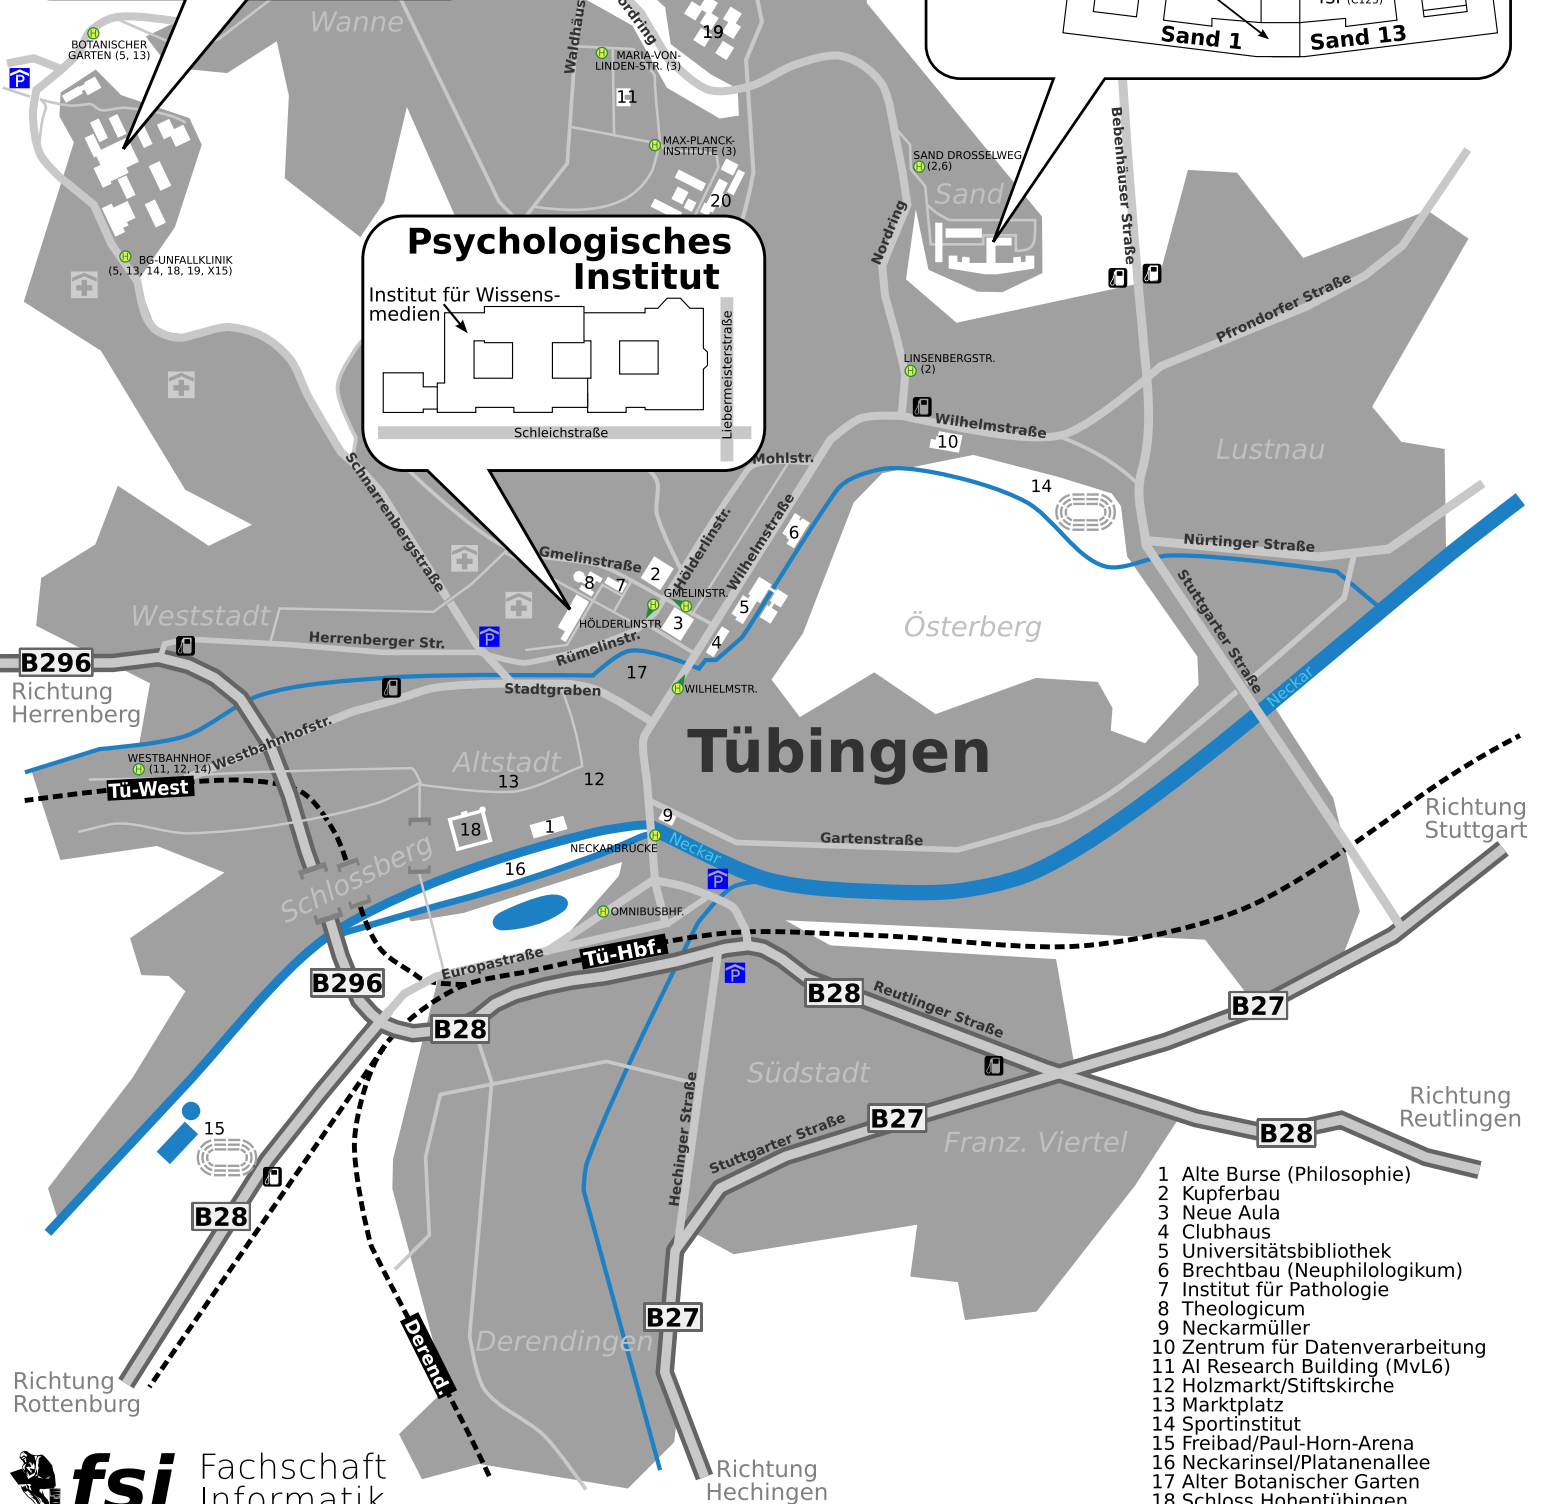 Wanne
BOTANISCHER
GARTEN (5, 13)
P
Waldhäus
ordring
19
MARIA-VON-
LINDEN-STR. (3)
11
MAX-PLANCK-
INSTITUTE (3)
20
Sand 1
Sand 13
SAND DROSSELWEG
(2,6)
Sand
Nordring
Bebenhäuser Straße
BG-UNFALLKLINIK
(5, 13, 14, 18, 19, X15)
Psychologisches
Institut
Institut für Wissens-
medien
Schleichstraße
Liebermeisterstraße
Pfrondorfer Straße
LINSENBERGSTR.
(2)
Wilhelmstraße
10
Lustnau
Mohlstr.
14
Schnarrenbergstraße
Hölderlinstr.
Wilhelmstraße
6
Gmelinstraße
8
7
2
GMELINSTR.
5
HÖLDERLINSTR
3
4
Nürtinger Straße
Stuttgarter Straße
Weststadt
Österberg
Herrenberger Str.
P
Rümelinstr.
B296
Richtung
Herrenberg
17
Stadtgraben
WILHELMSTR.
Neckar
Westbahnhofstr.
WESTBAHNHOF
(11, 12, 14)
Tü-West
Altstadt
Tübingen
13
12
18
1
9
NECKARBRÜCKE
Neckar
Gartenstraße
Richtung
Stuttgart
Schlossberg
16
P
OMNIBUSBHF.
Europastraße
Tü-Hbf.
P
B296
B28
B28
Reutlinger Straße
B27
Südstadt
Hechinger Straße
Stuttgarter Straße
B27
Franz. Viertel
Richtung
Reutlingen
B28
15
B28
Derendingen
B27
Derend.
Richtung
Rottenburg
Richtung
Hechingen
1 Alte Burse (Philosophie)
2 Kupferbau
3 Neue Aula
4 Clubhaus
5 Universitätsbibliothek
6 Brechtbau (Neuphilologikum)
7 Institut für Pathologie
8 Theologicum
9 Neckarmüller
10 Zentrum für Datenverarbeitung
11 AI Research Building (MvL6)
12 Holzmarkt/Stiftskirche
13 Marktplatz
14 Sportinstitut
15 Freibad/Paul-Horn-Arena
16 Neckarinsel/Platanenallee
17 Alter Botanischer Garten
18 Schloss Hohentübingen
fsi
Fachschaft
Informatik